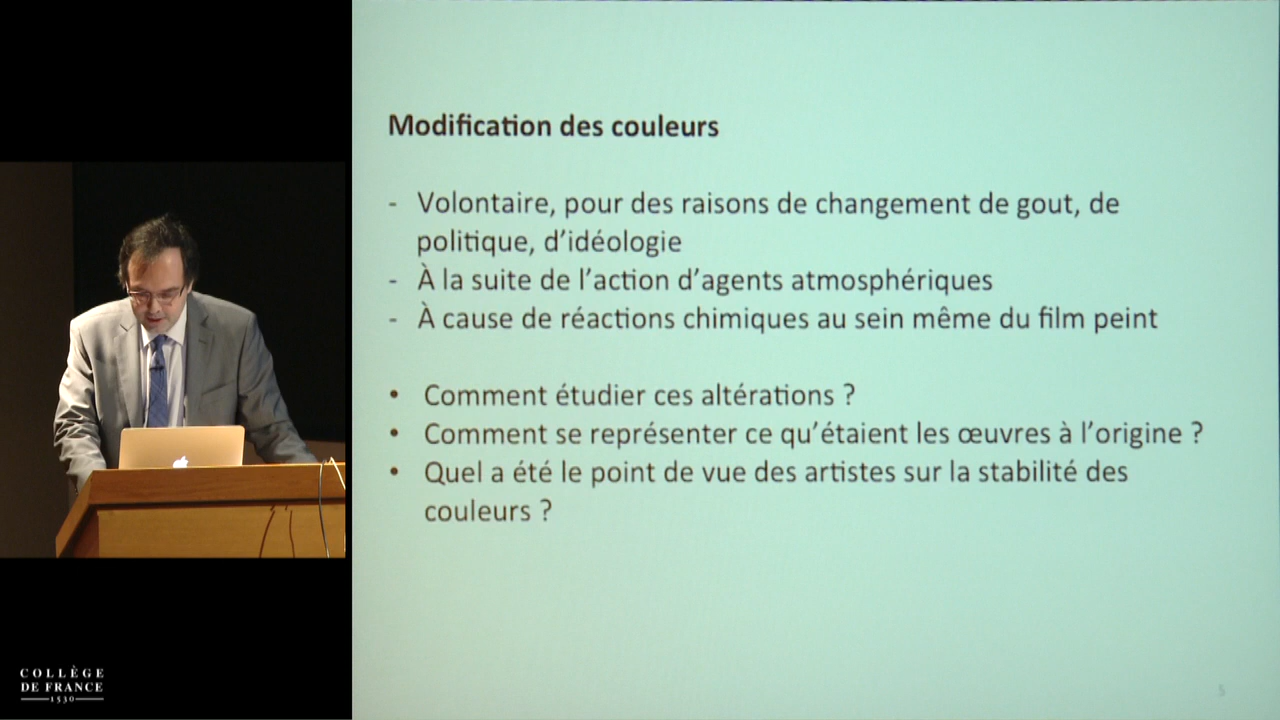 Modification des couleurs
- Volontaire, pour des raisons de changement de gout, de
politique, d'idéologie
- À la suite de l'action d'agents atmosphériques
- À cause de réactions chimiques au sein même du film peint
• Comment étudier ces altérations ?
• Comment se représenter ce qu'étaient les œuvres à l'origine ?
• Quel a été le point de vue des artistes sur la stabilité des
couleurs ?
5
COLLÈGE
DE FRANCE
1530